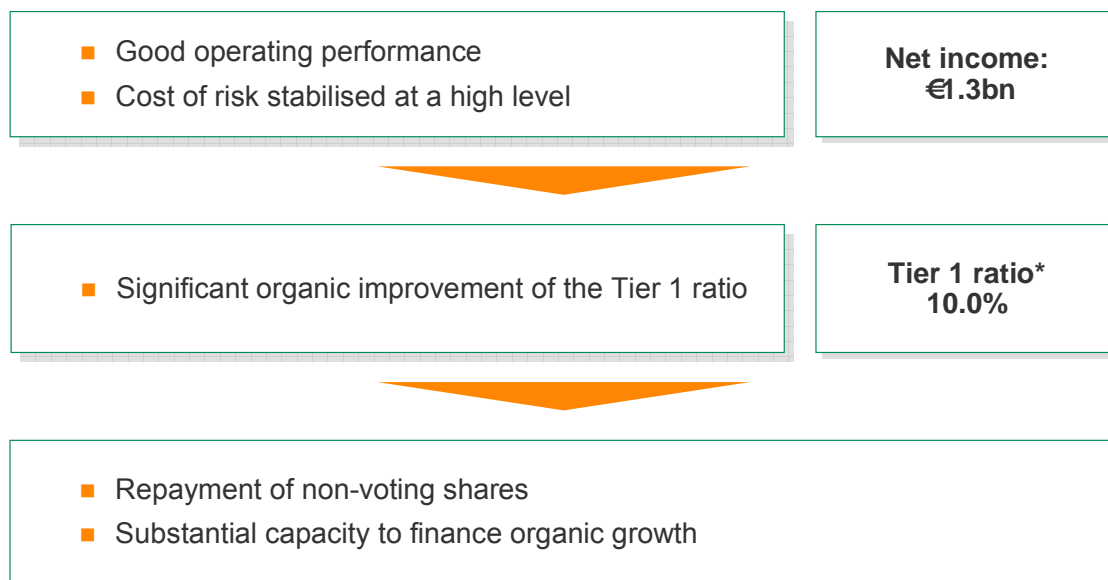 Good operating performance
Cost of risk stabilised at a high level
Net income:
€1.3bn
Significant organic improvement of the Tier 1 ratio
Tier 1 ratio*
10.0%
Repayment of non-voting shares
Substantial capacity to finance organic growth